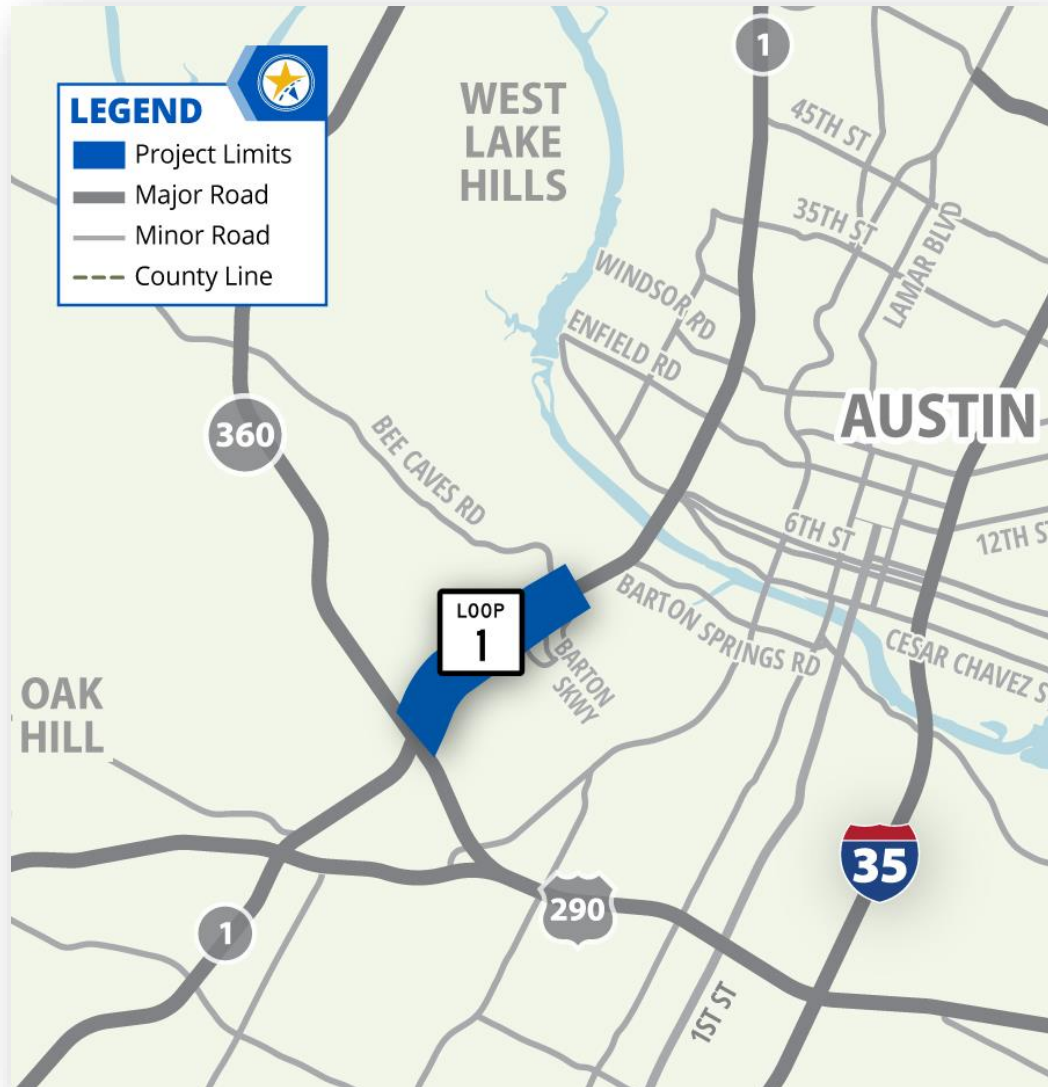 LEGEND
Project Limits
Major Road
Minor Road
County Line
WEST
LAKE
HILLS
1
45TH ST
35TH ST
LAMAR BLVD
WINDSOR RD
ENFIELD RD
AUSTIN
360
BEE CAVES RD
6TH ST
12TH ST
LOOP
1
BARTON SPRINGS RD
BARTON
SKWY
CESAR CHAVEZ S
OAK
HILL
35
290
1
1ST ST